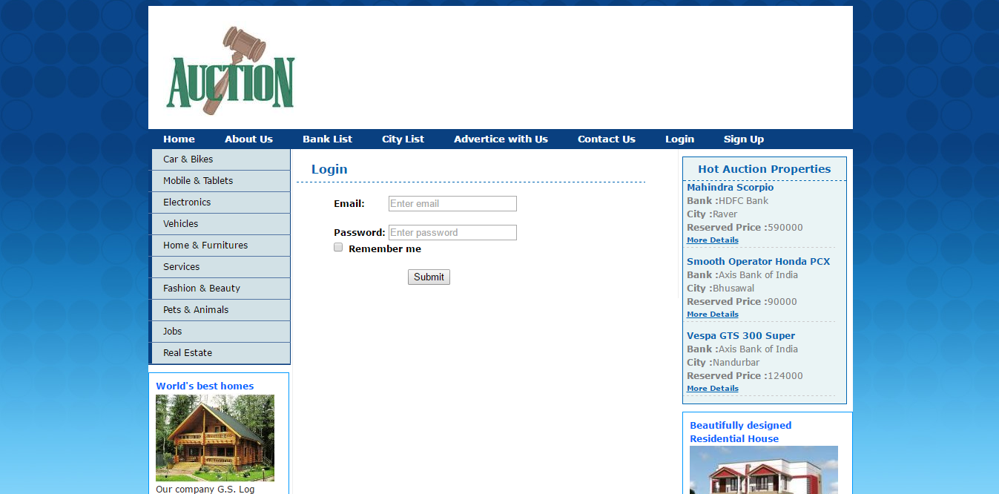 AUCTION
Home About Us Bank List City List Advertice with Us Contact Us Login Sign Up
Car & Bikes
Mobile & Tablets
Electronics
Vehicles
Home & Furnitures
Services
Fashion & Beauty
Pets & Animals
Jobs
Real Estate
World's best homes
Our company G.S. Log
Login
Email: Enter email
Password: Enter password
Remember me
Submit
Hot Auction Properties
Mahindra Scorpio
Bank :HDFC Bank
City :Raver
Reserved Price :590000
More Details
Smooth Operator Honda PCX
Bank :Axis Bank of India
City :Bhusawal
Reserved Price :90000
More Details
Vespa GTS 300 Super
Bank :Axis Bank of India
City :Nandurbar
Reserved Price :124000
More Details
Beautifully designed
Residential House